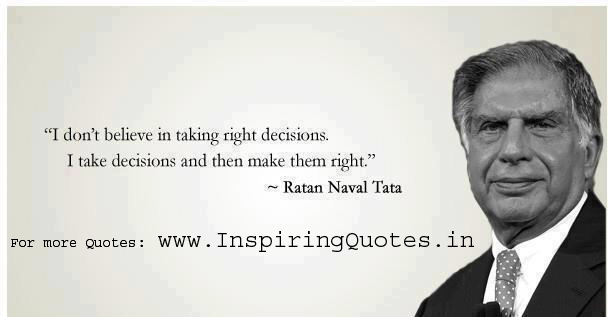 “I don’t believe in taking right decisions.
I take decisions and then make them right.”
~ Ratan Naval Tata
For more Quotes: www.InspiringQuotes.in